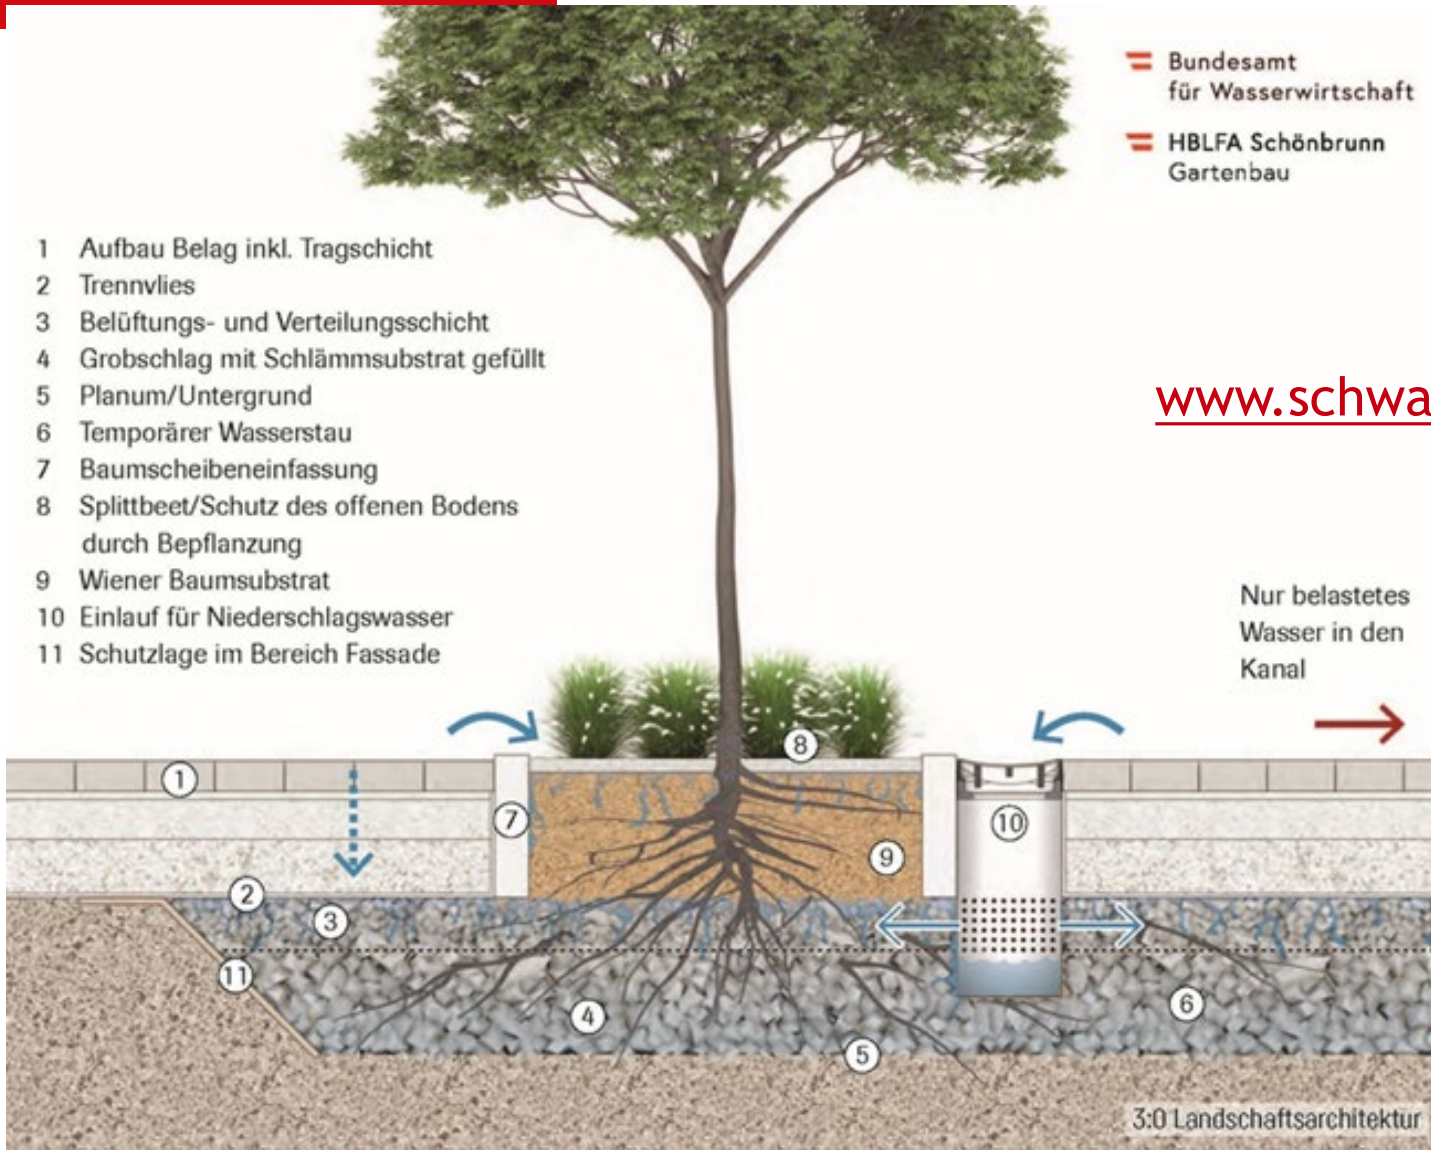 Bundesamt
für Wasserwirtschaft
HBLFA Schönbrunn
Gartenbau
1 Aufbau Belag inkl. Tragschicht
2 Trennvlies
3 Belüftungs- und Verteilungsschicht
4 Grobschlag mit Schlämmsubstrat gefüllt
5 Planum/Untergrund
6 Temporärer Wasserstau
7 Baumscheibeneinfassung
8 Splittbeet/Schutz des offenen Bodens
durch Bepflanzung
9 Wiener Baumsubstrat
10 Einlauf für Niederschlagswasser
11 Schutzlage im Bereich Fassade
www.schwa
Nur belastetes
Wasser in den
Kanal
8
1
7
10
9
2
3
11
6
4
5
3:0 Landschaftsarchitektur